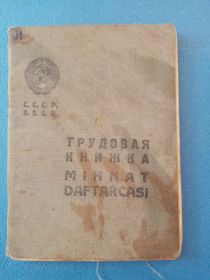 С. С. С. Р.
S. S. S. R.
ТРУДОВАЯ
КНИЖКА
MIHNAT
DAFTARCASI